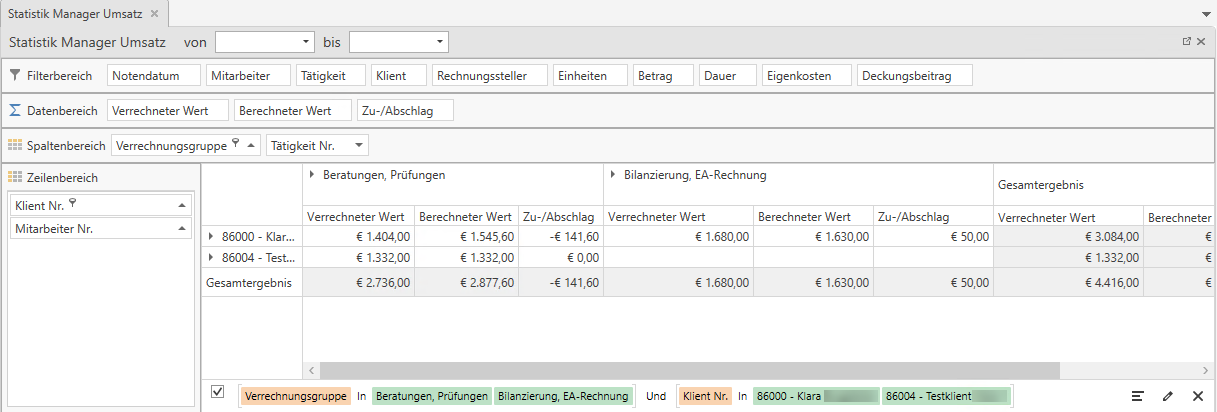 Statistik Manager Umsatz
Statistik Manager Umsatz von bis
Filterbereich Notendatum Mitarbeiter Tätigkeit Klient Rechnungssteller Einheiten Betrag Dauer Eigenkosten Deckungsbeitrag
Datenbereich Verrechneter Wert Berechneter Wert Zu-/Abschlag
Spaltenbereich Verrechnungsgruppe Tätigkeit Nr.
Zeilenbereich
Klient Nr.
Mitarbeiter Nr.
Beratungen, Prüfungen Bilanzierung, EA-Rechnung Gesamtergebnis
Verrechneter Wert Berechneter Wert Zu-/Abschlag Verrechneter Wert Berechneter Wert Zu-/Abschlag Verrechneter Wert Berechneter
86000 - Klar... € 1.404,00 € 1.545,60 -€ 141,60 € 1.680,00 € 1.630,00 € 50,00 € 3.084,00 €
86004 - Test... € 1.332,00 € 1.332,00 € 0,00 € 1.332,00 €
Gesamtergebnis € 2.736,00 € 2.877,60 -€ 141,60 € 1.680,00 € 1.630,00 € 50,00 € 4.416,00 €
Verrechnungsgruppe In Beratungen, Prüfungen Bilanzierung, EA-Rechnung Und Klient Nr. In 86000 - Klara 86004 - Testklient